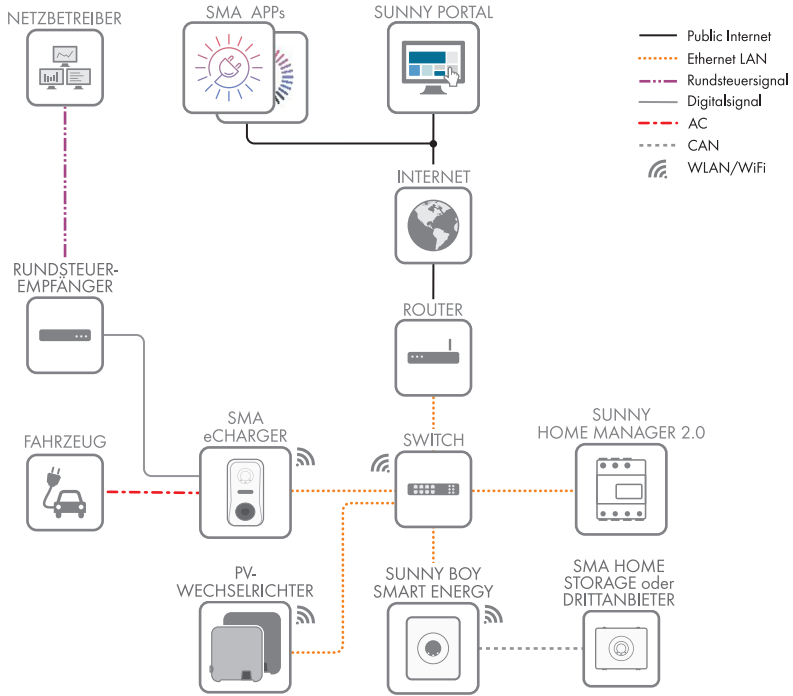 NETZBETREIBER
SMA APPs
SUNNY PORTAL
Public Internet
Ethernet LAN
Rundsteuersignal
Digitalsignal
AC
CAN
WLAN/WiFi
INTERNET
RUNDSTEUER-
EMPFÄNGER
ROUTER
FAHRZEUG
SMA
eCHARGER
SWITCH
SUNNY
HOME MANAGER 2.0
PV-
WECHSELRICHTER
SUNNY BOY
SMART ENERGY
SMA HOME
STORAGE oder
DRITTANBIETER